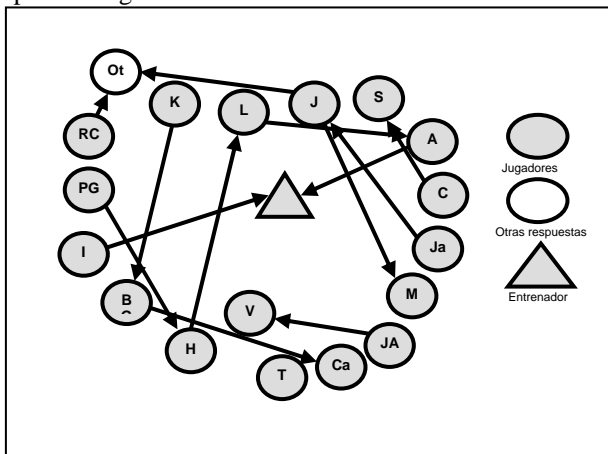 Ot
K
L
J
S
A
RC
PG
C
I
Ja
B
V
M
H
T
Ca
JA
Jugadores
Otras respuestas
Entrenador